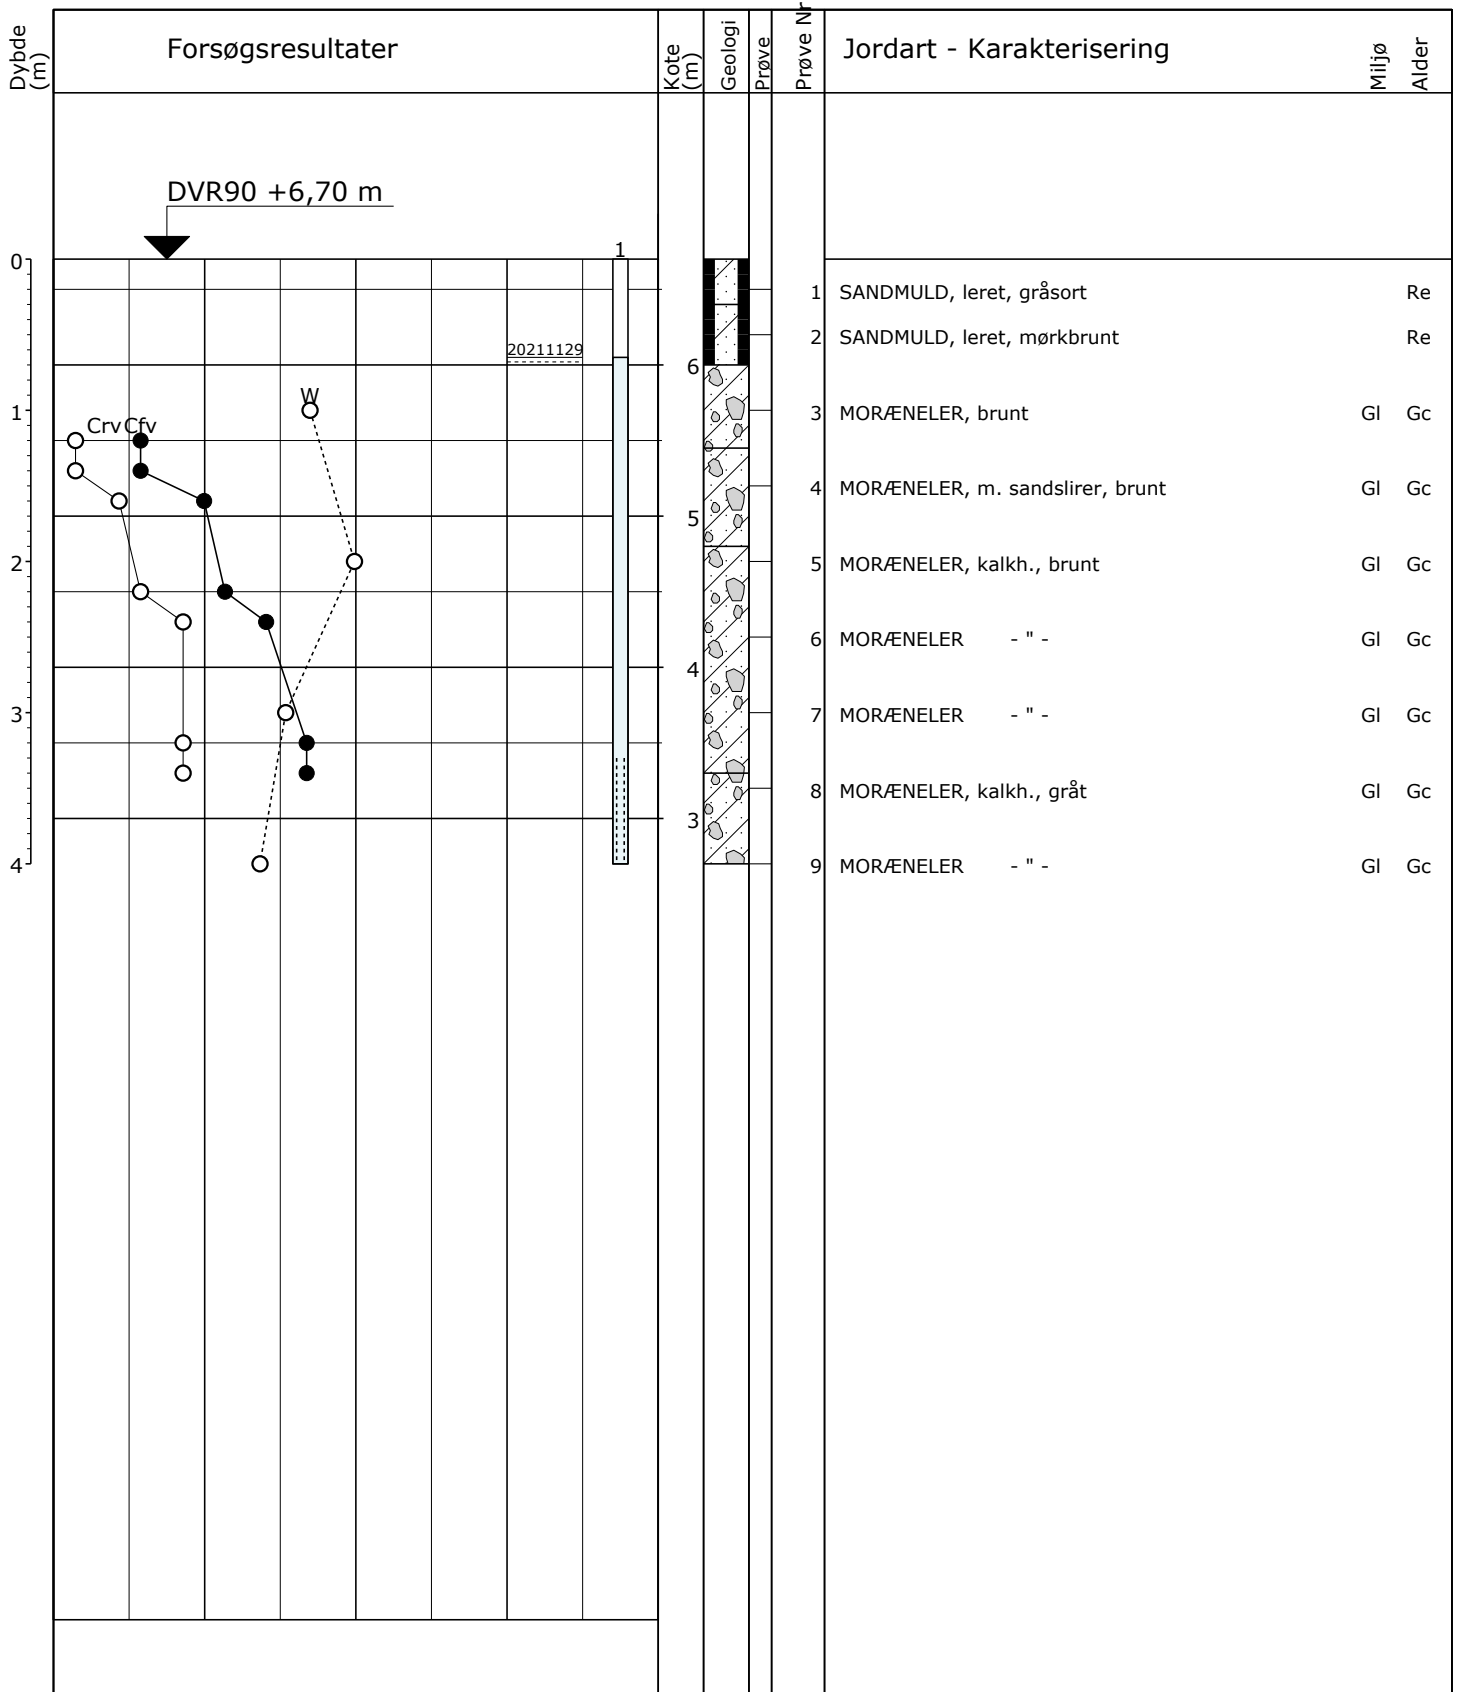 Dybde (m)
Forsøgsresultater
Kote (m)
Geologi
Prøve
Prøve Nr
Jordart - Karakterisering
Miljø
Alder
DVR90 +6,70 m
1
0
1 SANDMULD, leret, gråsort Re
2 SANDMULD, leret, mørkbrunt Re
20211129
6
W
1
3 MORÆNELER, brunt Gl Gc
Crv Cfv
4 MORÆNELER, m. sandslirer, brunt Gl Gc
5
2
5 MORÆNELER, kalkh., brunt Gl Gc
6 MORÆNELER - " - Gl Gc
4
3
7 MORÆNELER - " - Gl Gc
8 MORÆNELER, kalkh., gråt Gl Gc
3
4
9 MORÆNELER - " - Gl Gc